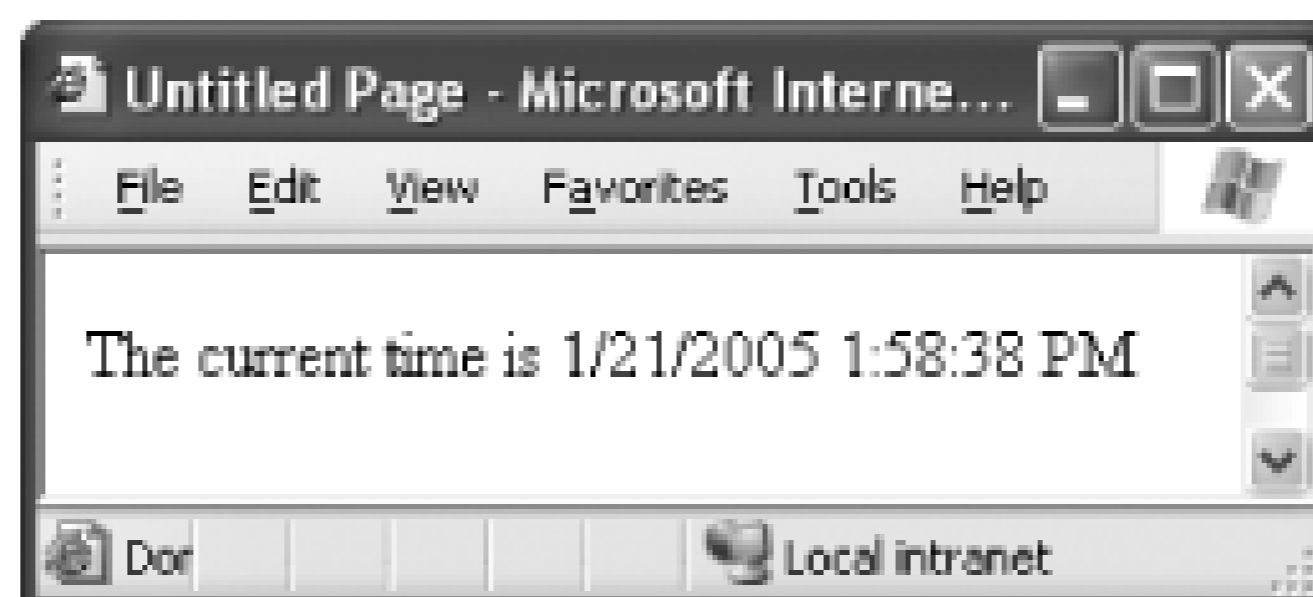 Untitled Page - Microsoft Interne...
File Edit View Favorites Tools Help
The current time is 1/21/2005 1:58:38 PM
Dor Local intranet